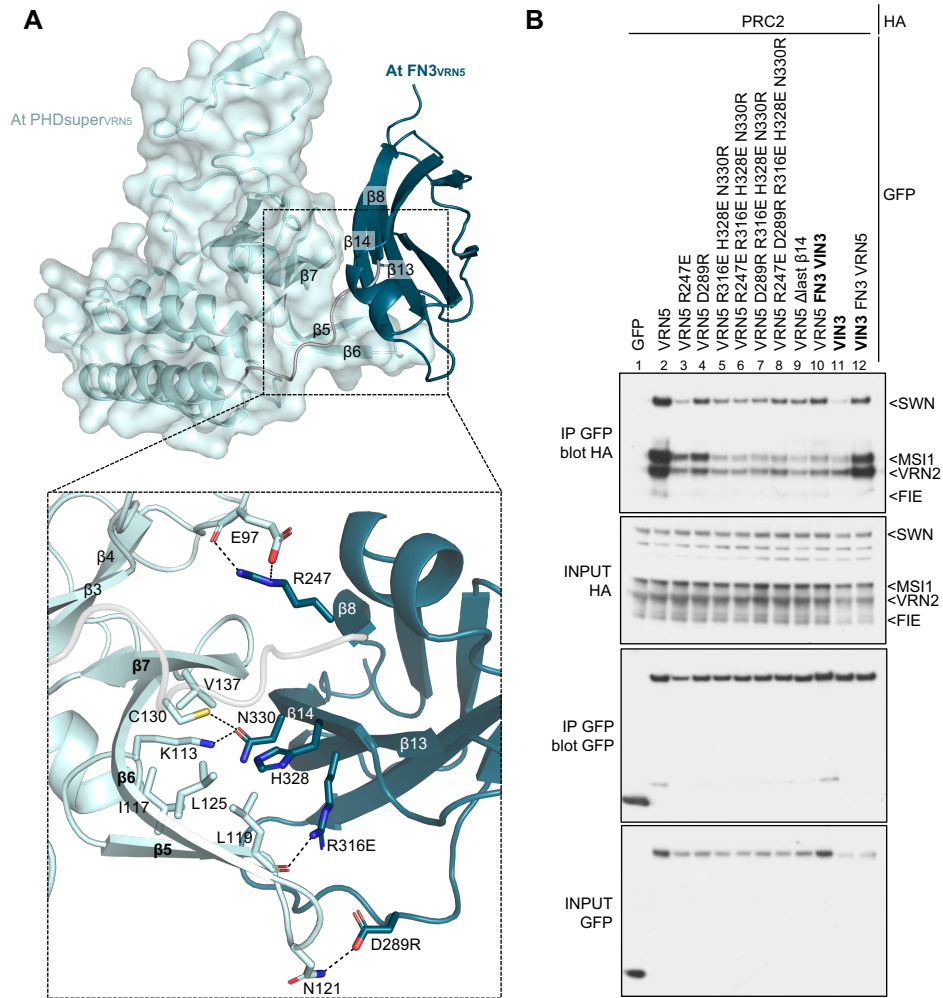 A
At PHDsuperVRN5
At FN3VRN5
β8
β14
β13
β7
β5
β6
E97
β4
β3
R247
β8
β7
V137
C130
N330
β14
β13
K113
H328
β6
I117
L125
L119
R316E
β5
D289R
N121
B
PRC2
HA
GFP
VRN5
VRN5 R247E
VRN5 D289R
VRN5 R316E H328E N330R
VRN5 R247E R316E H328E N330R
VRN5 D289R R316E H328E N330R
VRN5 R247E D289R R316E H328E N330R
VRN5 Δlast β14
VRN5 FN3 VIN3
VIN3
VIN3 FN3 VRN5
GFP
1 2 3 4 5 6 7 8 9 10 11 12
IP GFP
blot HA
<SWN
<MSI1
<VRN2
<FIE
INPUT
HA
<SWN
<MSI1
<VRN2
<FIE
IP GFP
blot GFP
INPUT
GFP